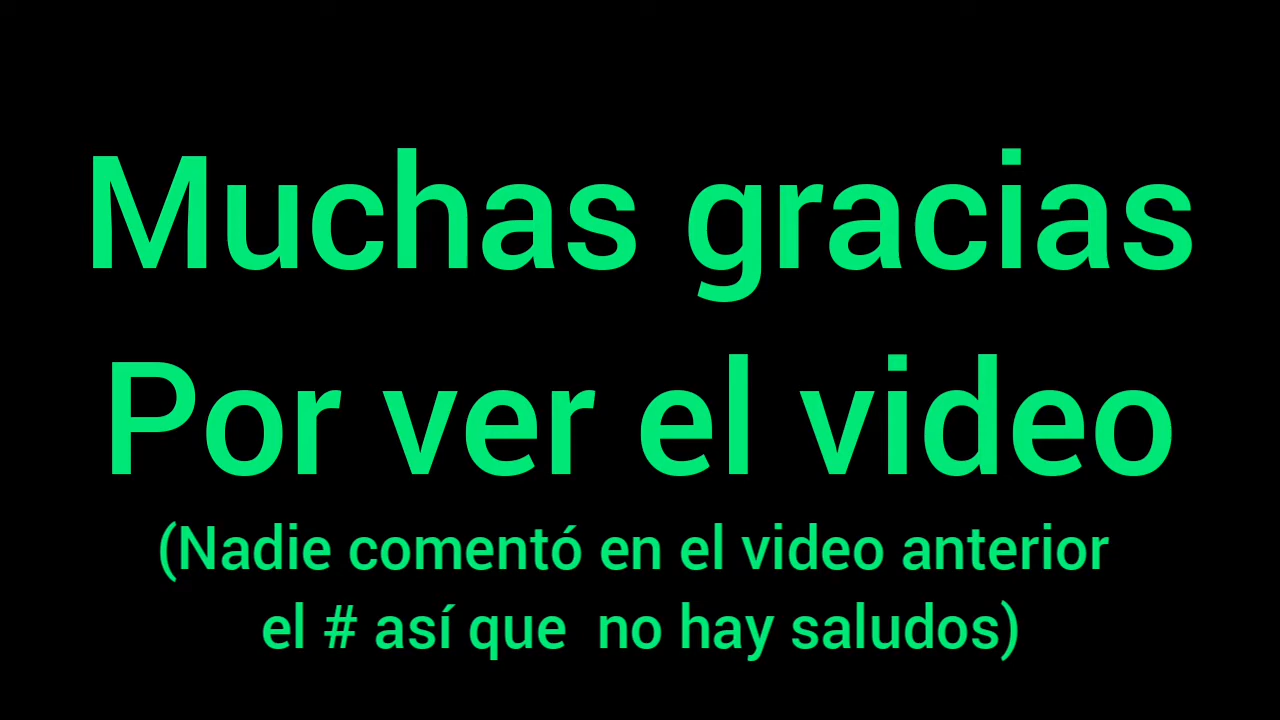 Muchas gracias
Por ver el video
(Nadie comentó en el video anterior
el # así que  no hay saludos)